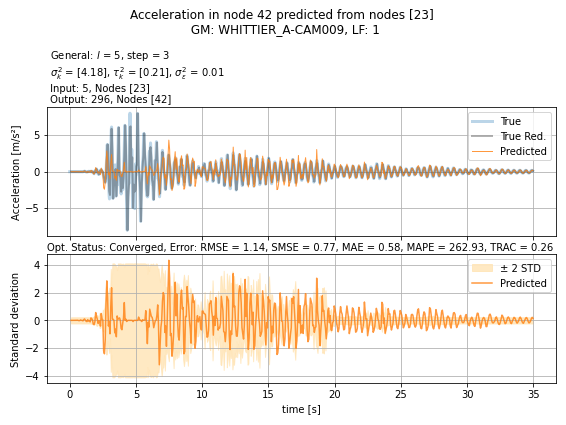 Acceleration in node 42 predicted from nodes [23]
GM: WHITTIER_A-CAM009, LF: 1
General: l = 5, step = 3
σ²ₖ = [4.18], τ²ₖ = [0.21], σ²ε = 0.01
Input: 5, Nodes [23]
Output: 296, Nodes [42]
Acceleration [m/s²]
5
0
−5
True
True Red.
Predicted
Opt. Status: Converged, Error: RMSE = 1.14, SMSE = 0.77, MAE = 0.58, MAPE = 262.93, TRAC = 0.26
Standard deviation
4
2
0
−2
−4
± 2 STD
Predicted
0 5 10 15 20 25 30 35
time [s]